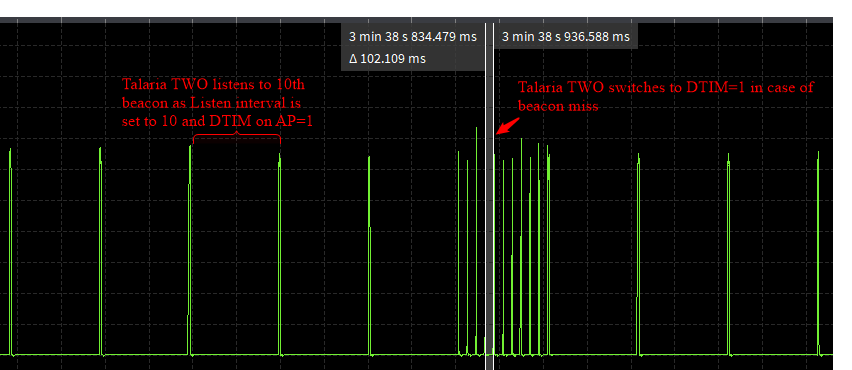 3 min 38 s 834.479 ms
Δ 102.109 ms
3 min 38 s 936.588 ms
Talaria TWO listens to 10th
beacon as Listen interval is
set to 10 and DTIM on AP=1
Talaria TWO switches to DTIM=1 in case of
beacon miss